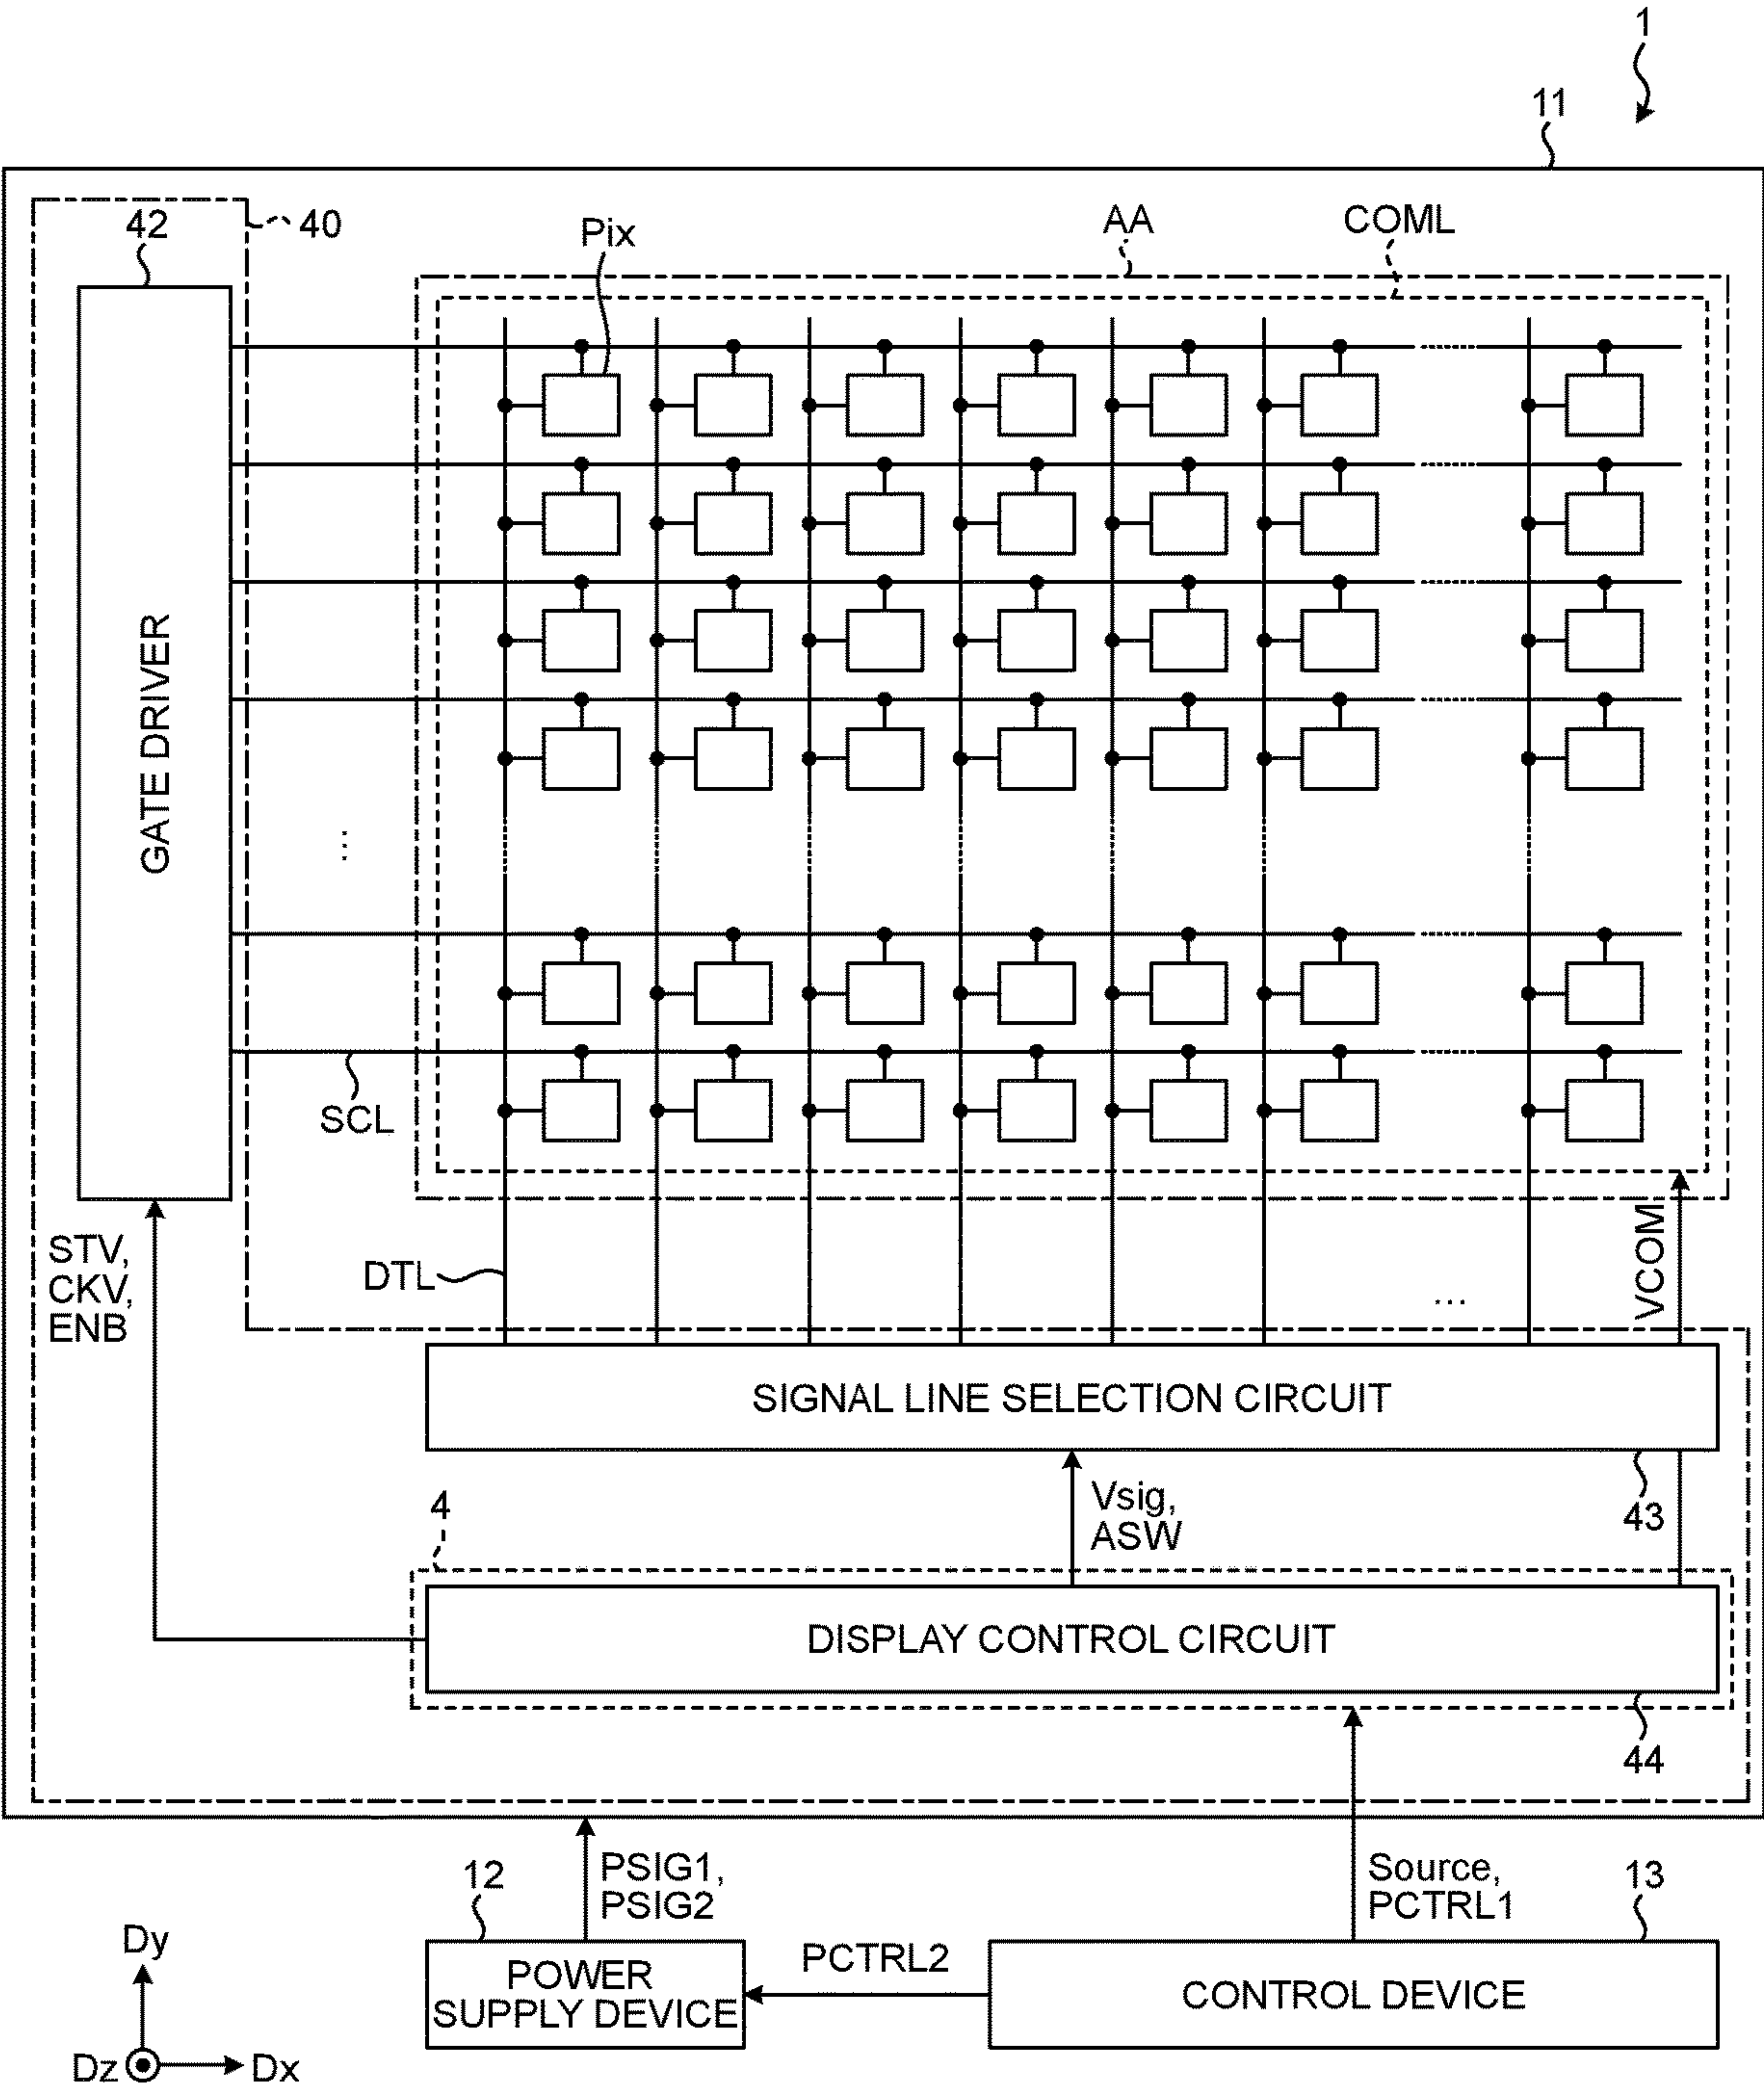 1
11
42
40
Pix
AA
COML
GATE DRIVER
...
SCL
STV,
CKV,
ENB
DTL
...
VCOM
SIGNAL LINE SELECTION CIRCUIT
4
Vsig,
ASW
43
DISPLAY CONTROL CIRCUIT
44
12
PSIG1,
PSIG2
Source,
PCTRL1
13
Dy
POWER
SUPPLY DEVICE
PCTRL2
CONTROL DEVICE
Dz
Dx